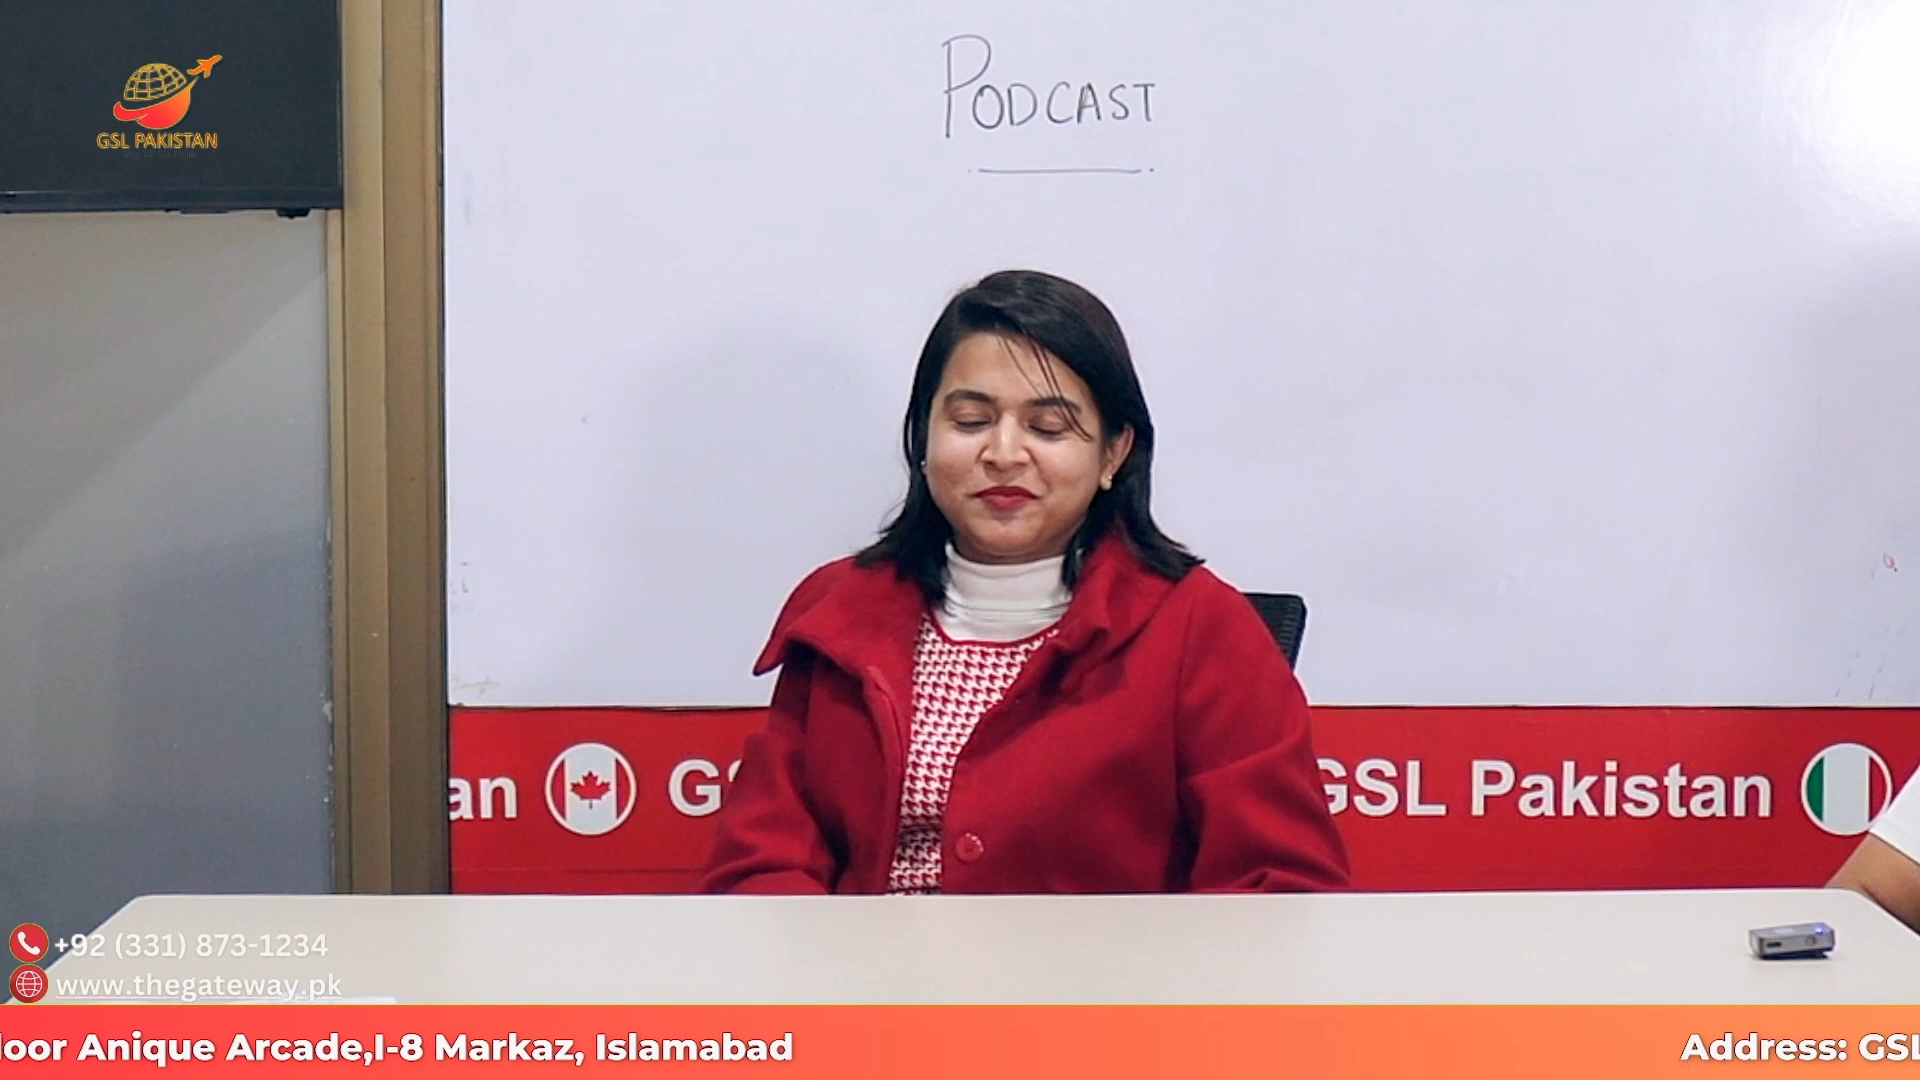 GSL PAKISTAN
PODCAST
an GS GSL Pakistan
+92 (331) 873-1234
www.thegateway.pk
loor Anique Arcade,I-8 Markaz, Islamabad
Address: GSL